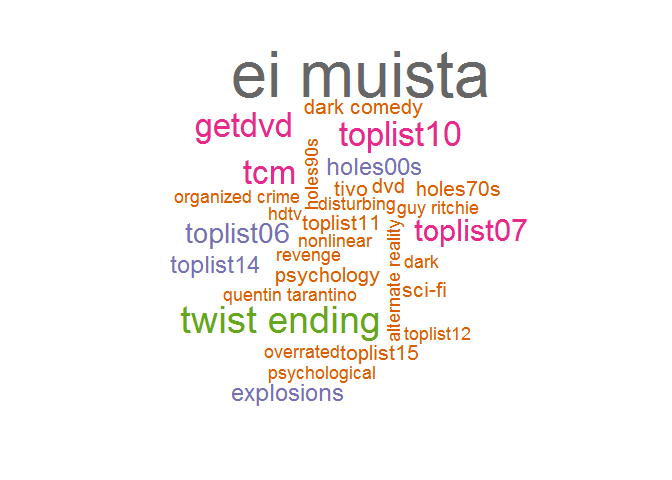 ei muista
dark comedy
getdvd
toplist10
holes90s
holes00s
tcm
tivo
dvd
holes70s
organized crime
disturbing
guy ritchie
hdtv
toplist11
toplist06
nonlinear
toplist07
alternate reality
revenge
toplist14
psychology
dark
quentin tarantino
sci-fi
twist ending
toplist12
overrated
toplist15
psychological
explosions